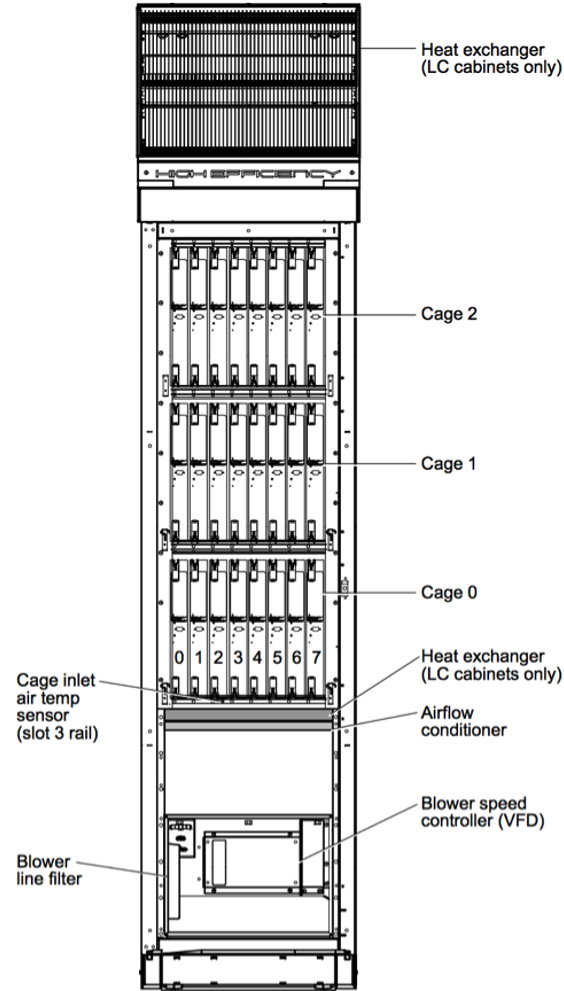 Heat exchanger
(LC cabinets only)
HIGH EFFICIENCY
Cage 2
Cage 1
Cage 0
0 1 2 3 4 5 6 7
Heat exchanger
(LC cabinets only)
Cage inlet
air temp
sensor
(slot 3 rail)
Airflow
conditioner
Blower speed
controller (VFD)
Blower
line filter